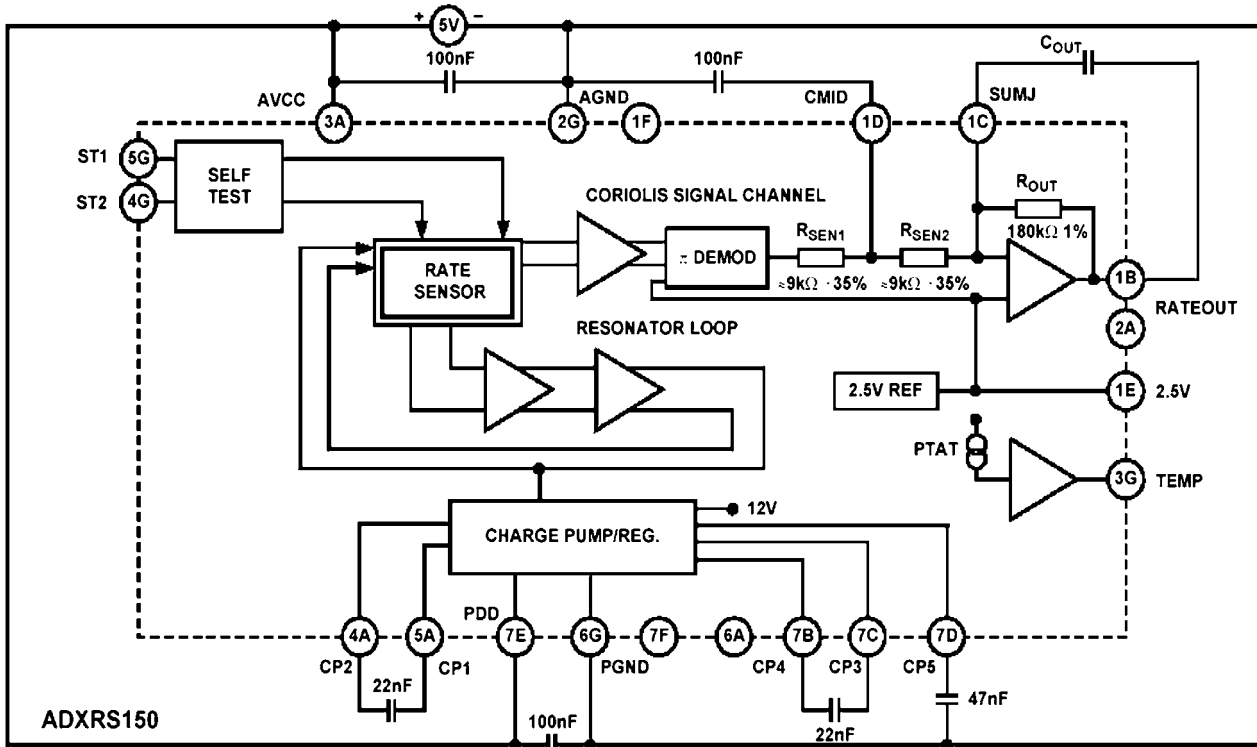 + 5V −
100nF
100nF
COUT
AVCC
AGND
CMID
SUMJ
3A
2G
1F
1D
1C
ST1
5G
ST2
4G
SELF
TEST
CORIOLIS SIGNAL CHANNEL
ROUT
180kΩ 1%
RSEN1
RSEN2
π DEMOD
≈9kΩ · 35%
≈9kΩ · 35%
RATE
SENSOR
1B
RATEOUT
2A
RESONATOR LOOP
2.5V REF
1E
2.5V
PTAT
3G
TEMP
12V
CHARGE PUMP/REG.
PDD
4A
5A
7E
6G
7F
6A
7B
7C
7D
CP2
CP1
PGND
CP4
CP3
CP5
22nF
47nF
ADXRS150
100nF
22nF